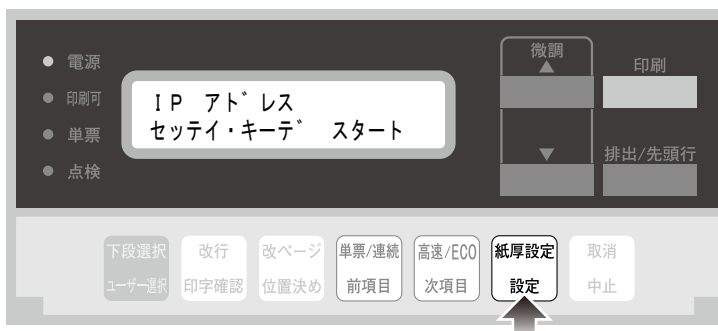 電源
印刷可
単票
点検
IP アドレス
セッテイ・キーデ スタート
微調
▲
▼
印刷
排出/先頭行
下段選択 改行 改ページ 単票/連続 高速/ECO 紙厚設定 取消
ユーザー選択 印字確認 位置決め 前項目 次項目 設定 中止